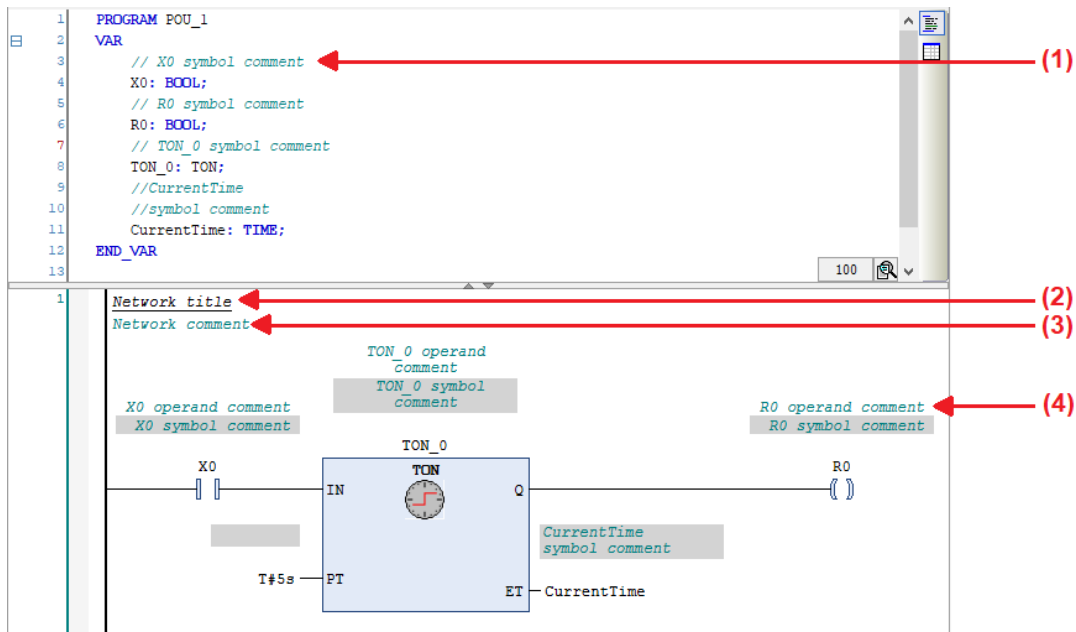 1 PROGRAM POU_1
2 VAR
3 // X0 symbol comment (1)
4 X0: BOOL;
5 // R0 symbol comment
6 R0: BOOL;
7 // TON_0 symbol comment
8 TON_0: TON;
9 //CurrentTime
10 //symbol comment
11 CurrentTime: TIME;
12 END_VAR
13
100
1 Network title (2)
Network comment (3)
TON_0 operand
comment
TON_0 symbol
comment
X0 operand comment
X0 symbol comment
R0 operand comment (4)
R0 symbol comment
TON_0
X0
TON
R0
IN
Q
CurrentTime
symbol comment
T#5s
PT
ET
CurrentTime